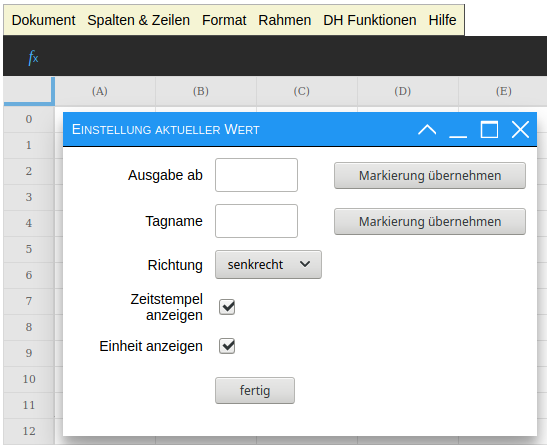 Dokument Spalten & Zeilen Format Rahmen DH Funktionen Hilfe
fx
(A) (B) (C) (D) (E)
0
1
2
3
4
5
6
7
8
9
10
11
12
Einstellung aktueller Wert
Ausgabe ab Markierung übernehmen
Tagname Markierung übernehmen
Richtung senkrecht
Zeitstempel
anzeigen
Einheit anzeigen
fertig